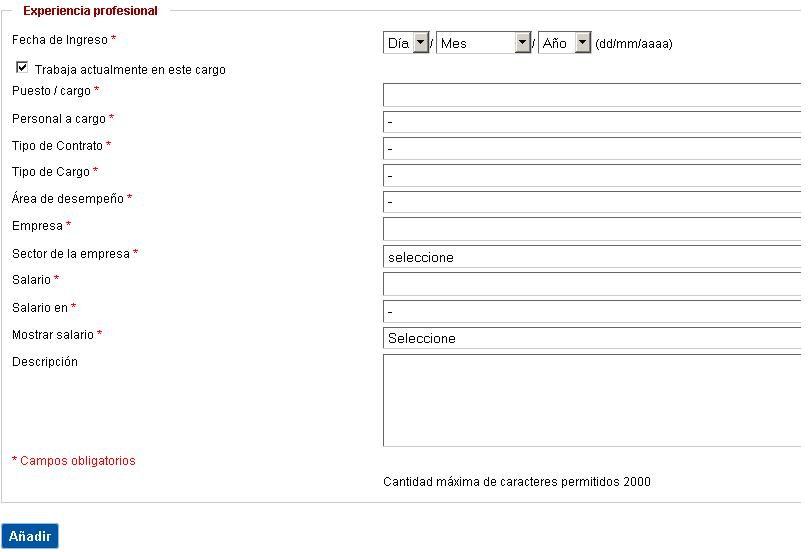 Experiencia profesional
Fecha de Ingreso *
Día / Mes / Año (dd/mm/aaaa)
Trabaja actualmente en este cargo
Puesto / cargo *
Personal a cargo * -
Tipo de Contrato * -
Tipo de Cargo * -
Área de desempeño * -
Empresa *
Sector de la empresa * seleccione
Salario *
Salario en * -
Mostrar salario * Seleccione
Descripción
* Campos obligatorios
Cantidad máxima de caracteres permitidos 2000
Añadir